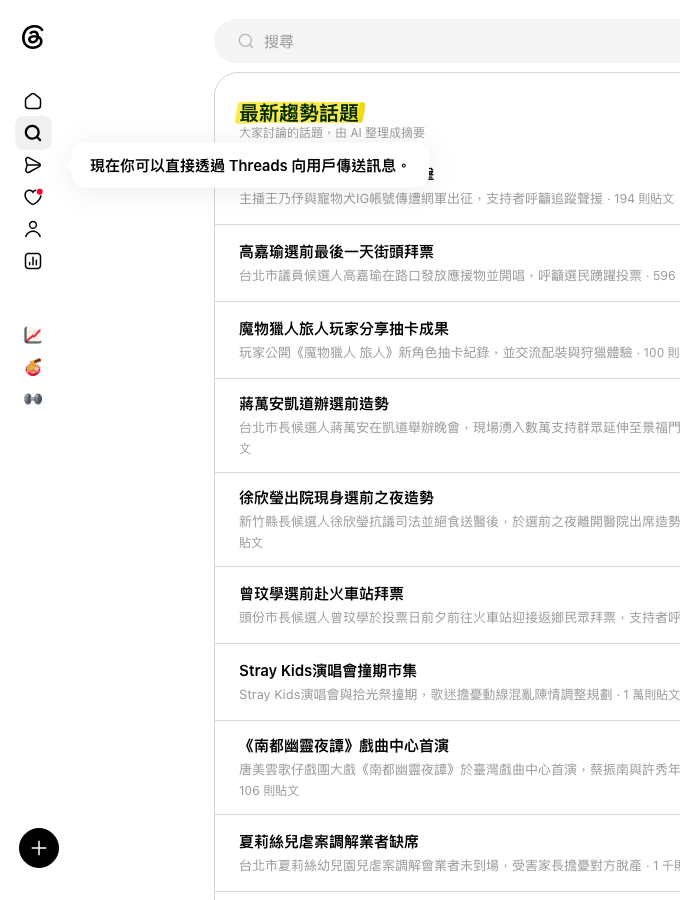 搜尋
最新趨勢話題
大家討論的話題，由 AI 整理成摘要
現在你可以直接透過 Threads 向用戶傳送訊息。
主播王乃伃與寵物犬IG帳號傳遭網軍出征，支持者呼籲追蹤聲援 · 194 則貼文
高嘉瑜選前最後一天街頭拜票
台北市議員候選人高嘉瑜在路口發放應援物並開唱，呼籲選民踴躍投票 · 596
魔物獵人旅人玩家分享抽卡成果
玩家公開《魔物獵人 旅人》新角色抽卡紀錄，並交流配裝與狩獵體驗 · 100 則
蔣萬安凱道辦選前造勢
台北市長候選人蔣萬安在凱道舉辦晚會，現場湧入數萬支持群眾延伸至景福門
文
徐欣瑩出院現身選前之夜造勢
新竹縣長候選人徐欣瑩抗議司法並絕食送醫後，於選前之夜離開醫院出席造勢
貼文
曾玟學選前赴火車站拜票
頭份市長候選人曾玟學於投票日前夕前往火車站迎接返鄉民眾拜票，支持者呼
Stray Kids演唱會撞期市集
Stray Kids演唱會與拾光祭撞期，歌迷擔憂動線混亂陳情調整規劃 · 1 萬則貼文
《南都幽靈夜譚》戲曲中心首演
唐美雲歌仔戲團大戲《南都幽靈夜譚》於臺灣戲曲中心首演，蔡振南與許秀年
106 則貼文
夏莉絲兒虐案調解業者缺席
台北市夏莉絲幼兒園兒虐案調解會業者未到場，受害家長擔憂對方脫產 · 1 千則